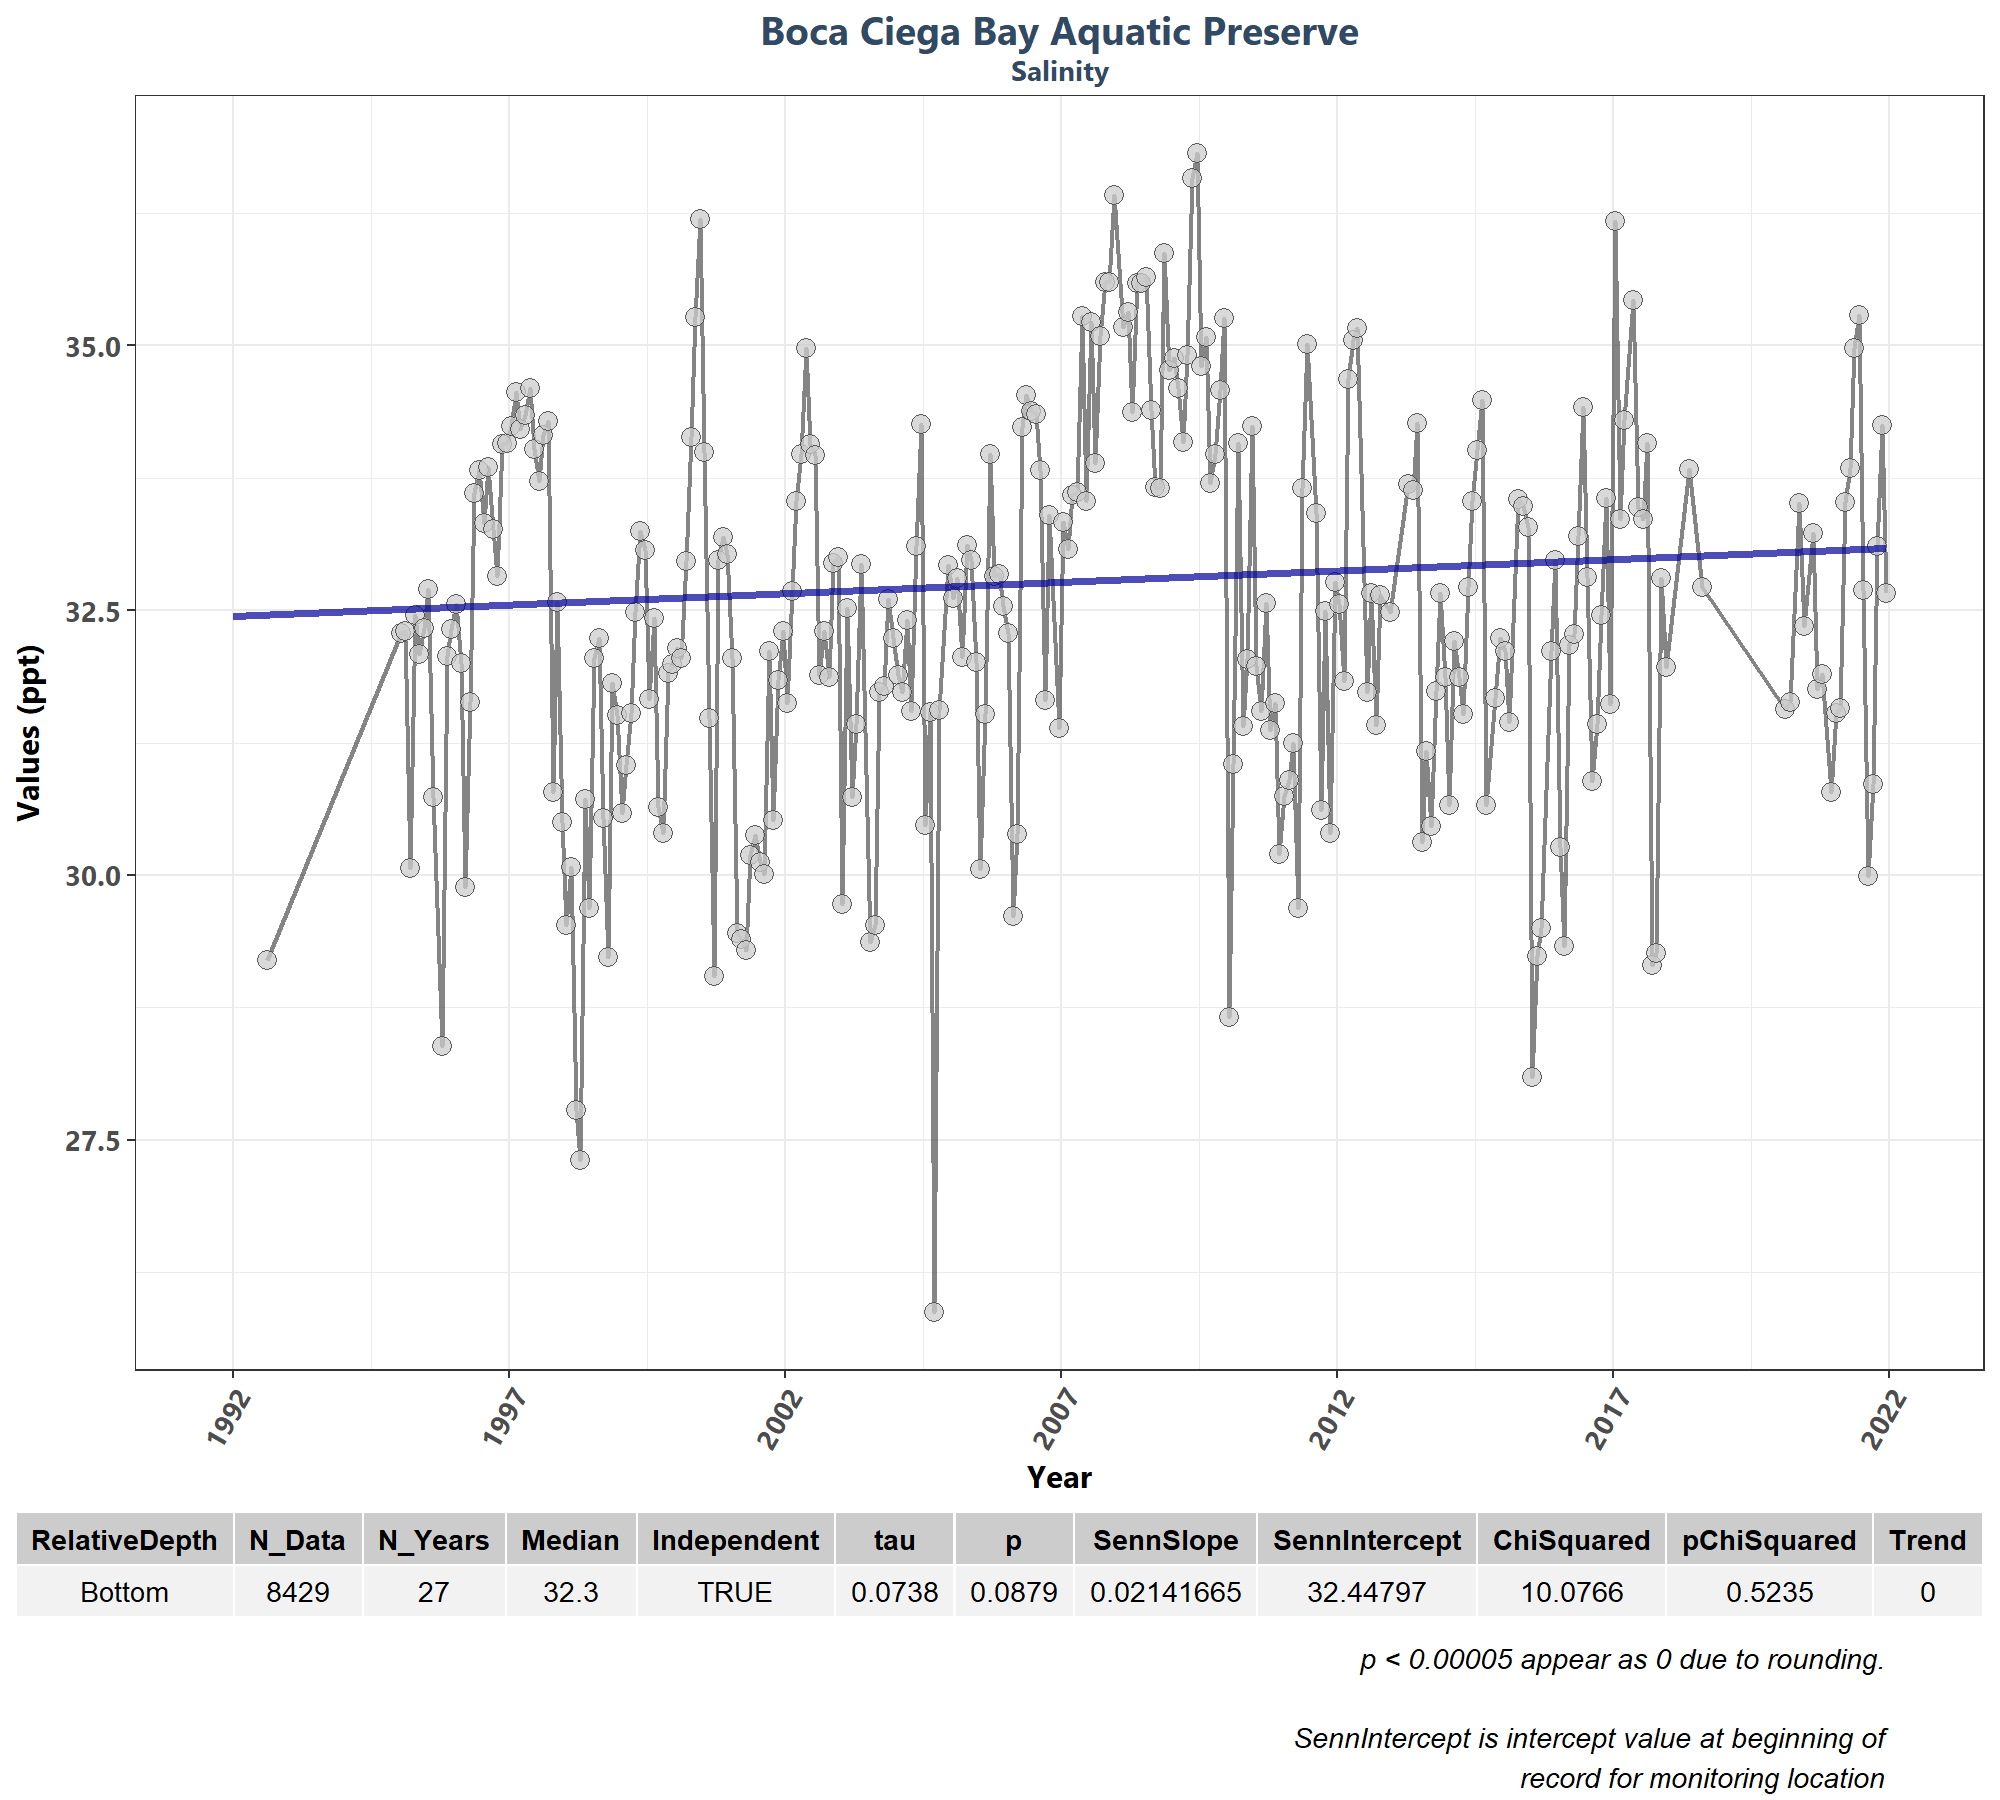 Boca Ciega Bay Aquatic Preserve
Salinity
Values (ppt)
35.0
32.5
30.0
27.5
1992 1997 2002 2007 2012 2017 2022
Year
RelativeDepth N_Data N_Years Median Independent tau p SennSlope SennIntercept ChiSquared pChiSquared Trend
Bottom 8429 27 32.3 TRUE 0.0738 0.0879 0.02141665 32.44797 10.0766 0.5235 0
p < 0.00005 appear as 0 due to rounding.
SennIntercept is intercept value at beginning of
record for monitoring location